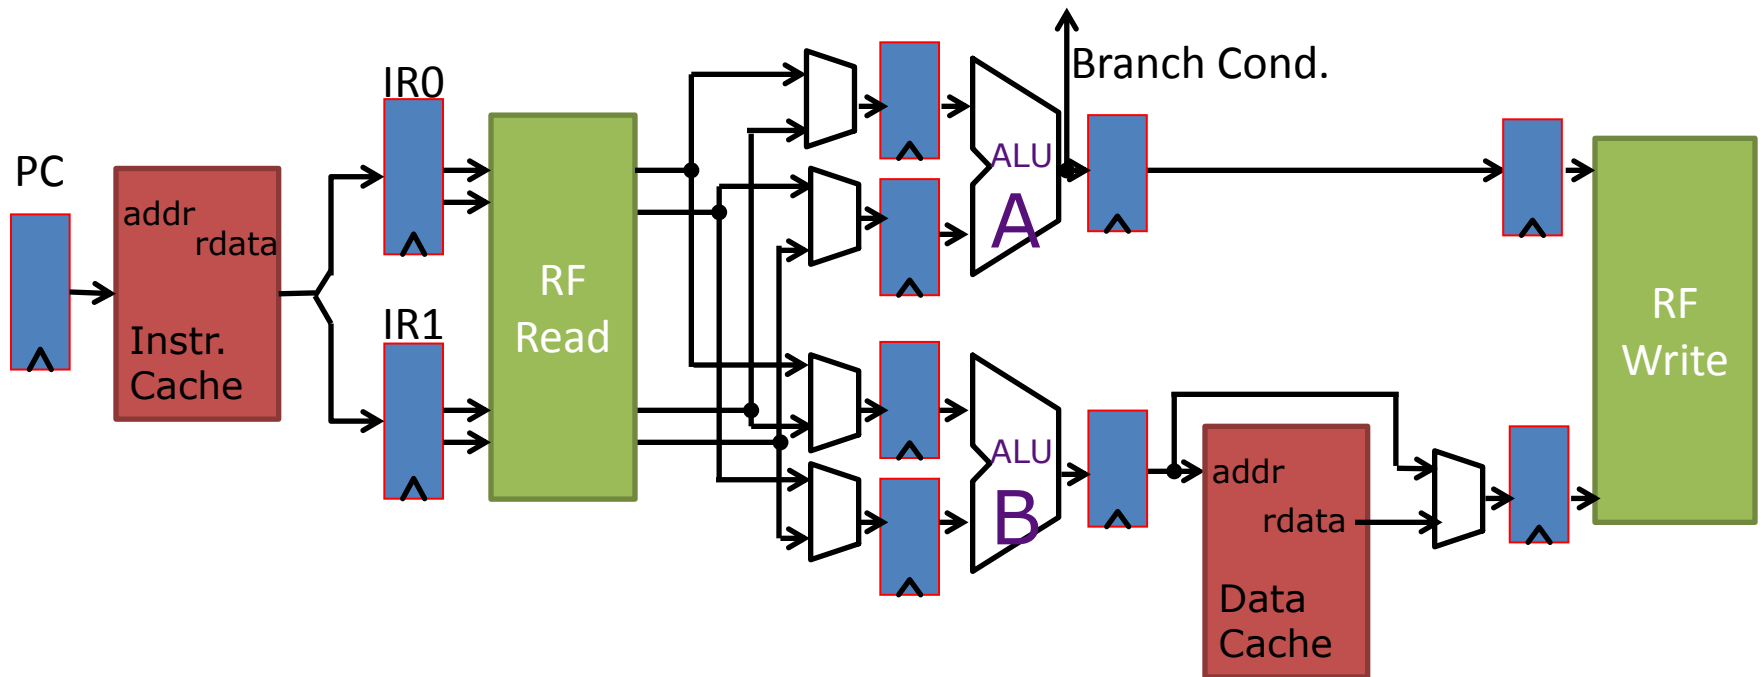 PC
addr
rdata
Instr.
Cache
IR0
IR1
RF
Read
ALU
A
Branch Cond.
ALU
B
addr
rdata
Data
Cache
RF
Write